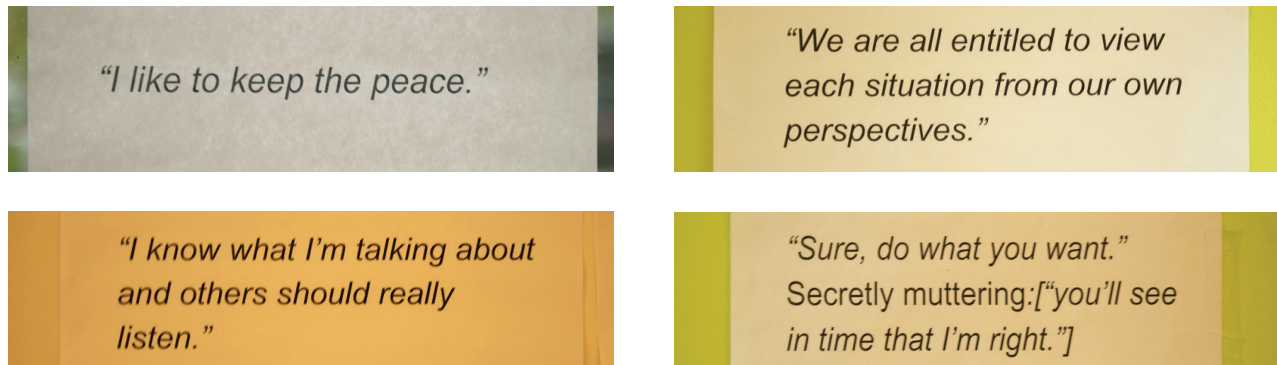 “I like to keep the peace.”
“We are all entitled to view
each situation from our own
perspectives.”
“I know what I’m talking about
and others should really
listen.”
“Sure, do what you want.”
Secretly muttering:[“you’ll see
in time that I’m right.”]